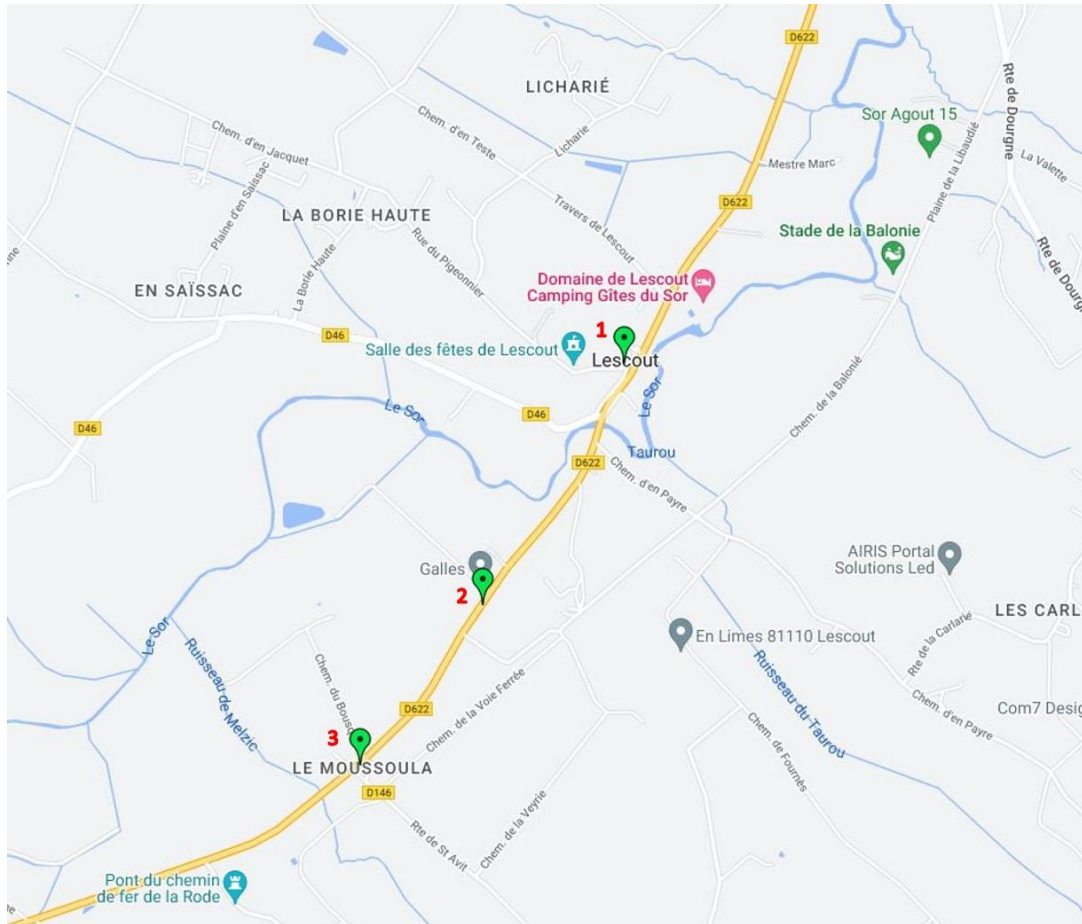 D622
LICHARIÉ
Sor Agout 15
Rte de Dourgne
Chem. d'en Jacquet
Chem. d'en Teste
Licharie
Mestre Marc
La Valette
Plaine de la Libaudié
Plaine d'en Saissac
LA BORIE HAUTE
Travers de Lescout
D622
Stade de la Balonie
Rue du Pigeonnier
La Borie Haute
Rte de Dourg
EN SAÏSSAC
Domaine de Lescout
Camping Gîtes du Sor
D46
1
Salle des fêtes de Lescout
Lescout
Le Sor
Le Sor
D46
D46
Chem. de la Balonié
Taurou
D622
Chem. d'en Payre
Galles
2
AIRIS Portal
Solutions Led
LES CARL
Le Sor
Ruisseau de Melzic
En Limes 81110 Lescout
Rte de la Carlarié
Ruisseau du Taurou
Chem. du Bousq
Chem. de la Voie Ferrée
D622
Chem. d'en Payre
Com7 Desig
3
LE MOUSSOULA
D146
Chem. de Fournès
Rte de St Avit
Chem. de la Veyrie
Pont du chemin
de fer de la Rode